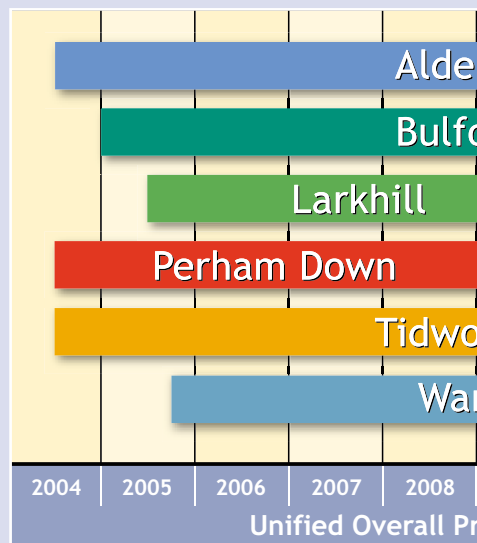 Alde
Bulfo
Larkhill
Perham Down
Tidwo
War
2004 2005 2006 2007 2008
Unified Overall Pr